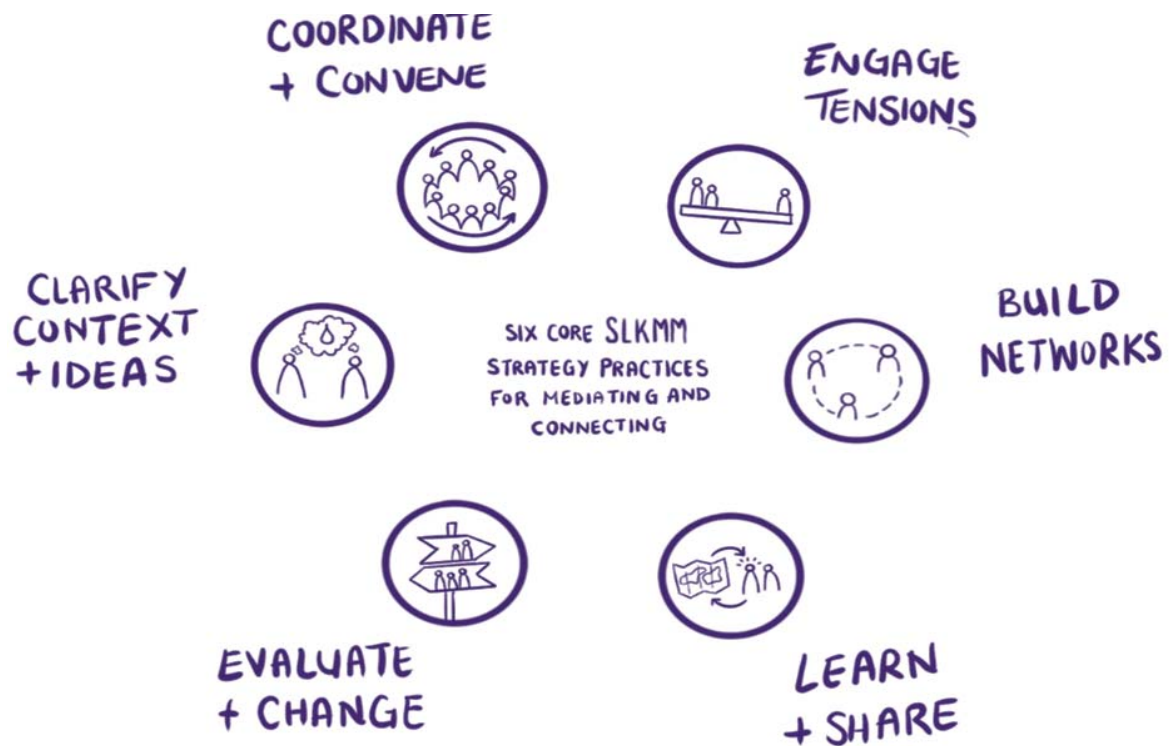 COORDINATE
+ CONVENE
ENGAGE
TENSIONS
CLARIFY
CONTEXT
+ IDEAS
SIX CORE SLKMM
STRATEGY PRACTICES
FOR MEDIATING AND
CONNECTING
BUILD
NETWORKS
EVALUATE
+ CHANGE
LEARN
+ SHARE